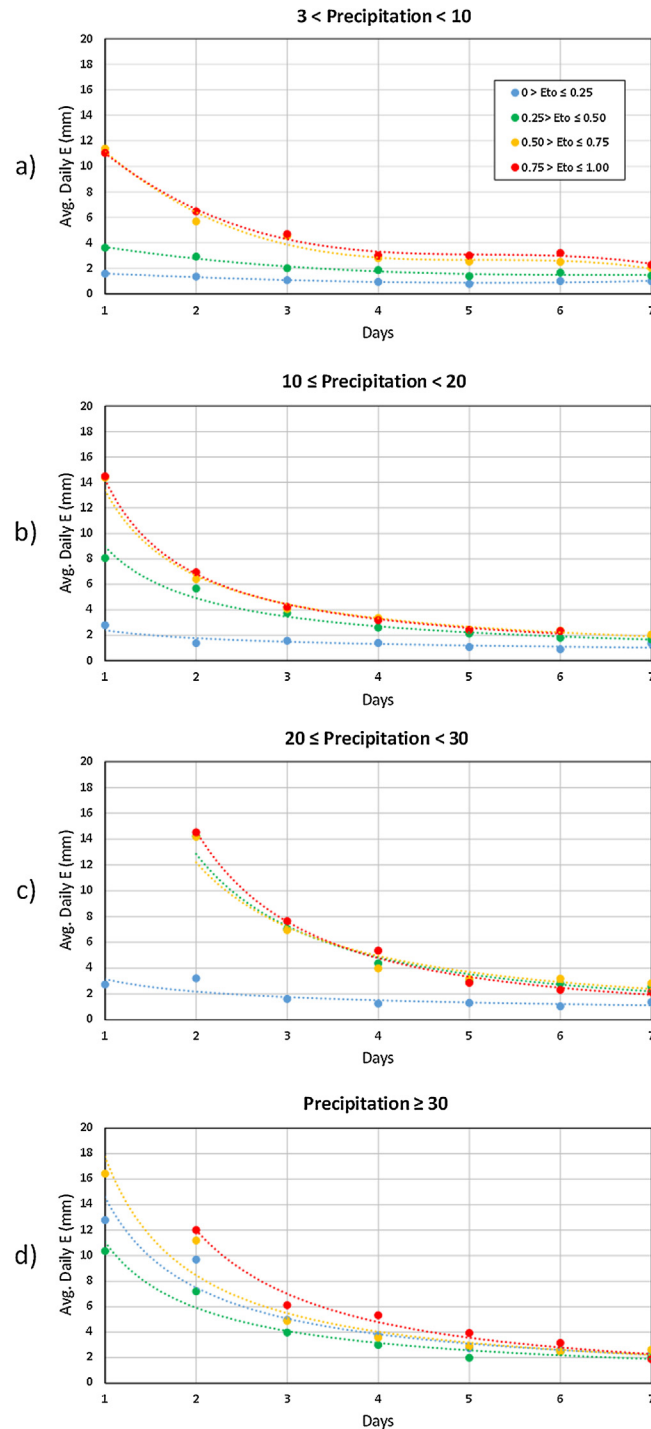 3 < Precipitation < 10
20
18
16
14
12
10
8
6
4
2
0
Avg. Daily E (mm)
a)
0 > Eto ≤ 0.25
0.25> Eto ≤ 0.50
0.50 > Eto ≤ 0.75
0.75 > Eto ≤ 1.00
1 2 3 4 5 6 7
Days
10 ≤ Precipitation < 20
20
18
16
14
12
10
8
6
4
2
0
Avg. Daily E (mm)
b)
1 2 3 4 5 6 7
Days
20 ≤ Precipitation < 30
20
18
16
14
12
10
8
6
4
2
0
Avg. Daily E (mm)
c)
1 2 3 4 5 6 7
Days
Precipitation ≥ 30
20
18
16
14
12
10
8
6
4
2
0
Avg. Daily E (mm)
d)
1 2 3 4 5 6 7
Days